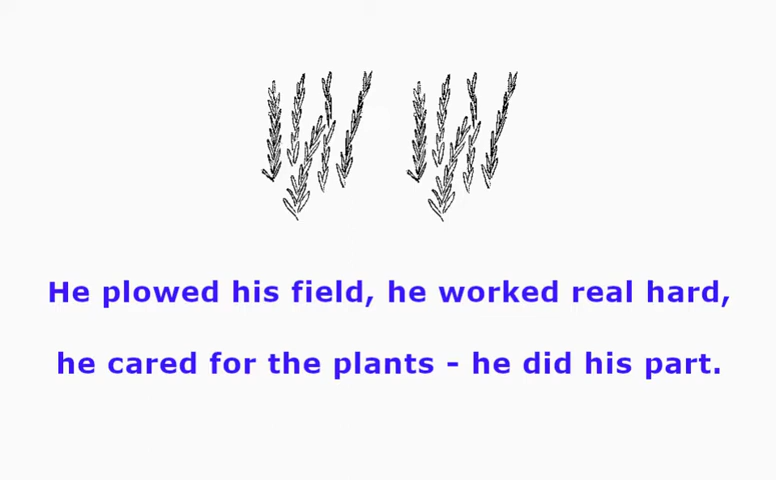 He plowed his field, he worked real hard,
he cared for the plants - he did his part.